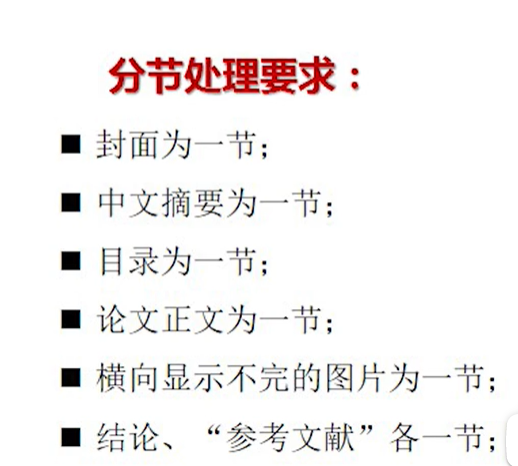 分节处理要求：
■ 封面为一节；
■ 中文摘要为一节；
■ 目录为一节；
■ 论文正文为一节；
■ 横向显示不完的图片为一节；
■ 结论、“参考文献”各一节；